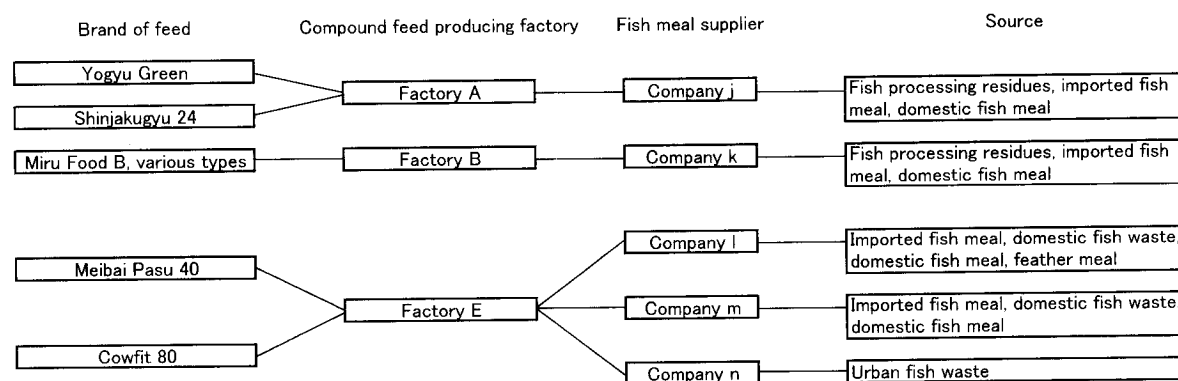 Brand of feed
Compound feed producing factory
Fish meal supplier
Source
Yogyu Green
Shinjakugyu 24
Factory A
Company j
Fish processing residues, imported fish
meal, domestic fish meal
Miru Food B, various types
Factory B
Company k
Fish processing residues, imported fish
meal, domestic fish meal
Meibai Pasu 40
Cowfit 80
Factory E
Company l
Imported fish meal, domestic fish waste,
domestic fish meal, feather meal
Company m
Imported fish meal, domestic fish waste,
domestic fish meal
Company n
Urban fish waste